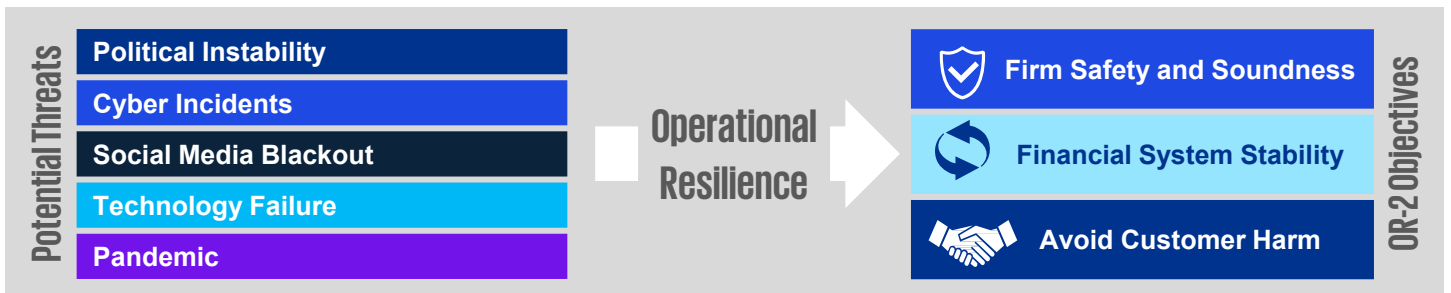 Potential Threats
Political Instability
Cyber Incidents
Social Media Blackout
Technology Failure
Pandemic
Operational
Resilience
Firm Safety and Soundness
Financial System Stability
Avoid Customer Harm
OR-2 Objectives